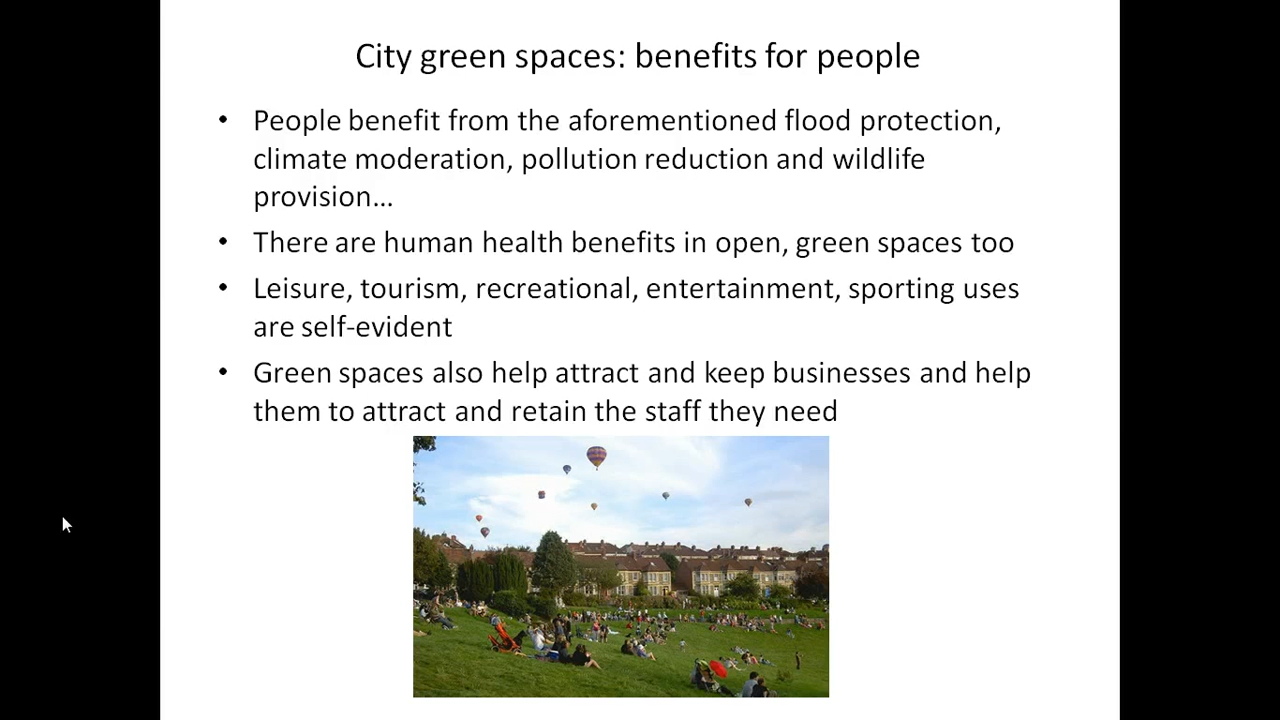 City green spaces: benefits for people
• People benefit from the aforementioned flood protection,
climate moderation, pollution reduction and wildlife
provision...
• There are human health benefits in open, green spaces too
• Leisure, tourism, recreational, entertainment, sporting uses
are self-evident
• Green spaces also help attract and keep businesses and help
them to attract and retain the staff they need